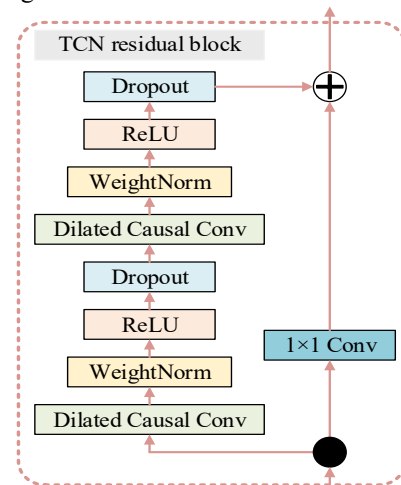 TCN residual block
Dropout
ReLU
WeightNorm
Dilated Causal Conv
Dropout
ReLU
1×1 Conv
WeightNorm
Dilated Causal Conv